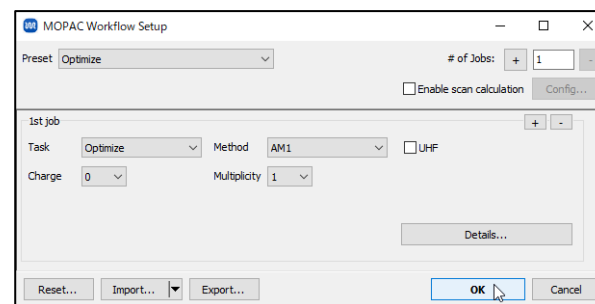 MOPAC Workflow Setup
Preset Optimize # of Jobs: + 1 -
Enable scan calculation Config...
1st job + -
Task Optimize Method AM1 UHF
Charge 0 Multiplicity 1
Details...
Reset... Import... Export... OK Cancel